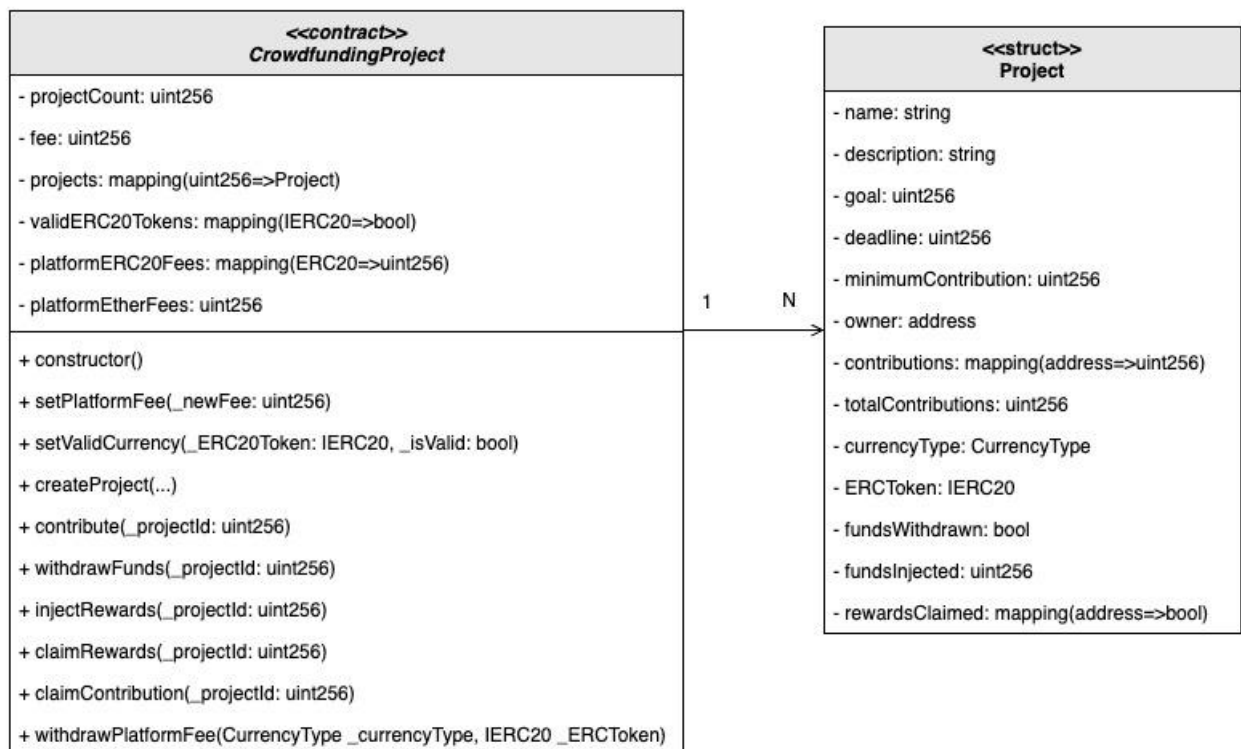 <<contract>>
CrowdfundingProject
- projectCount: uint256
- fee: uint256
- projects: mapping(uint256=>Project)
- validERC20Tokens: mapping(IERC20=>bool)
- platformERC20Fees: mapping(ERC20=>uint256)
- platformEtherFees: uint256
+ constructor()
+ setPlatformFee(_newFee: uint256)
+ setValidCurrency(_ERC20Token: IERC20, _isValid: bool)
+ createProject(...)
+ contribute(_projectId: uint256)
+ withdrawFunds(_projectId: uint256)
+ injectRewards(_projectId: uint256)
+ claimRewards(_projectId: uint256)
+ claimContribution(_projectId: uint256)
+ withdrawPlatformFee(CurrencyType _currencyType, IERC20 _ERCToken)
1 N
<<struct>>
Project
- name: string
- description: string
- goal: uint256
- deadline: uint256
- minimumContribution: uint256
- owner: address
- contributions: mapping(address=>uint256)
- totalContributions: uint256
- currencyType: CurrencyType
- ERCToken: IERC20
- fundsWithdrawn: bool
- fundsInjected: uint256
- rewardsClaimed: mapping(address=>bool)